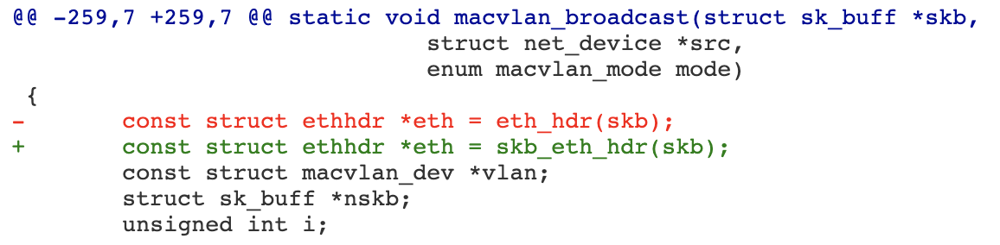 @@ -259,7 +259,7 @@ static void macvlan_broadcast(struct sk_buff *skb,
                              struct net_device *src,
                              enum macvlan_mode mode)
 {
-       const struct ethhdr *eth = eth_hdr(skb);
+       const struct ethhdr *eth = skb_eth_hdr(skb);
        const struct macvlan_dev *vlan;
        struct sk_buff *nskb;
        unsigned int i;